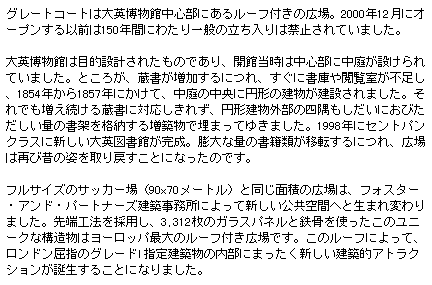 グレートコートは大英博物館中心部にあるルーフ付きの広場。2000年12月にオ
ープンする以前は150年間にわたり一般の立ち入りは禁止されていました。
大英博物館は目的設計されたものであり、開館当時は中心部に中庭が設けられ
ていました。ところが、蔵書が増加するにつれ、すぐに書庫や閲覧室が不足し
、1854年から1857年にかけて、中庭の中央に円形の建物が建設されました。そ
れでも増え続ける蔵書に対応しきれず、円形建物外部の四隅もしだいにおびた
だしい量の書架を格納する増築物で埋まってゆきました。1998年にセントパン
クラスに新しい大英図書館が完成。膨大な量の書籍類が移転するにつれ、広場
は再び昔の姿を取り戻すことになったのです。
フルサイズのサッカー場（90x70メートル）と同じ面積の広場は、フォスター
・アンド・パートナーズ建築事務所によって新しい公共空間へと生まれ変わり
ました。先端工法を採用し、3,312枚のガラスパネルと鉄骨を使ったこのユニ
ークな構造物はヨーロッパ最大のルーフ付き広場です。このルーフによって、
ロンドン屈指のグレードI 指定建築物の内部にまったく新しい建築的アトラク
ションが誕生することになりました。